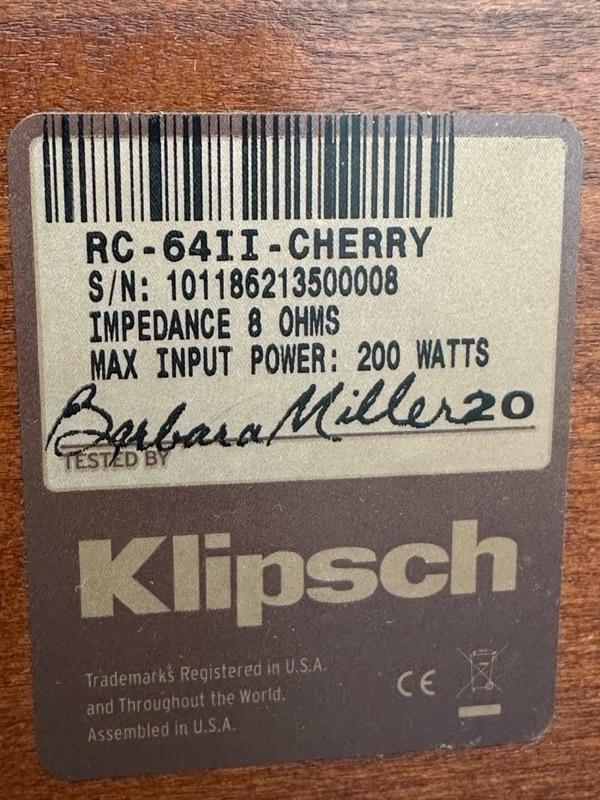 RC-64II-CHERRY
S/N: 101186213500008
IMPEDANCE 8 OHMS
MAX INPUT POWER: 200 WATTS
Barbara Miller 20
TESTED BY
Klipsch
Trademarks Registered in U.S.A.
and Throughout the World.
Assembled in U.S.A.
CE